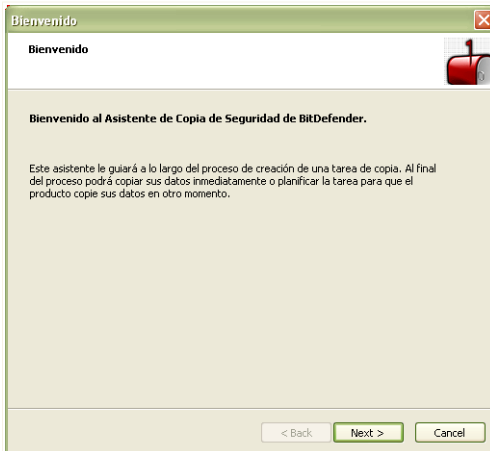 Bienvenido
Bienvenido
Bienvenido al Asistente de Copia de Seguridad de BitDefender.
Este asistente le guiará a lo largo del proceso de creación de una tarea de copia. Al final
del proceso podrá copiar sus datos inmediatamente o planificar la tarea para que el
producto copie sus datos en otro momento.
< Back Next > Cancel